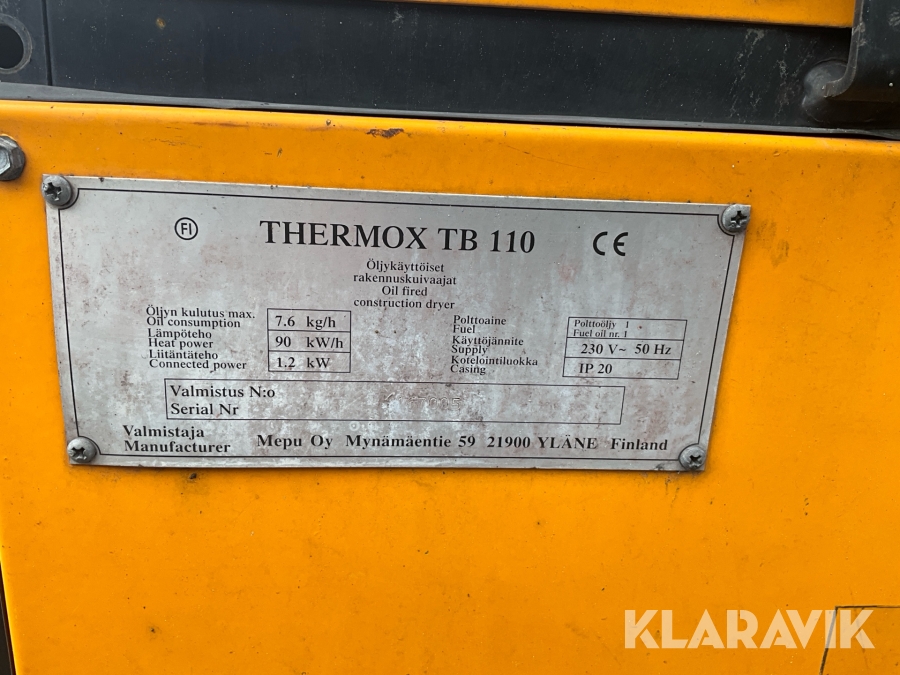 FI THERMOX TB 110 CE
Öljykäyttöiset
rakennuskuivaajat
Oil fired
construction dryer
Öljyn kulutus max.
Oil consumption 7.6 kg/h
Lämpöteho
Heat power 90 kW/h
Liitäntäteho
Connected power 1.2 kW
Polttoaine Polttoöljy 1
Fuel Fuel oil nr. 1
Käyttöjännite
Supply 230 V~ 50 Hz
Kotelointiluokka
Casing IP 20
Valmistus N:o
Serial Nr
Valmistaja
Manufacturer Mepu Oy Mynämäentie 59 21900 YLÄNE Finland
KLARAVIK